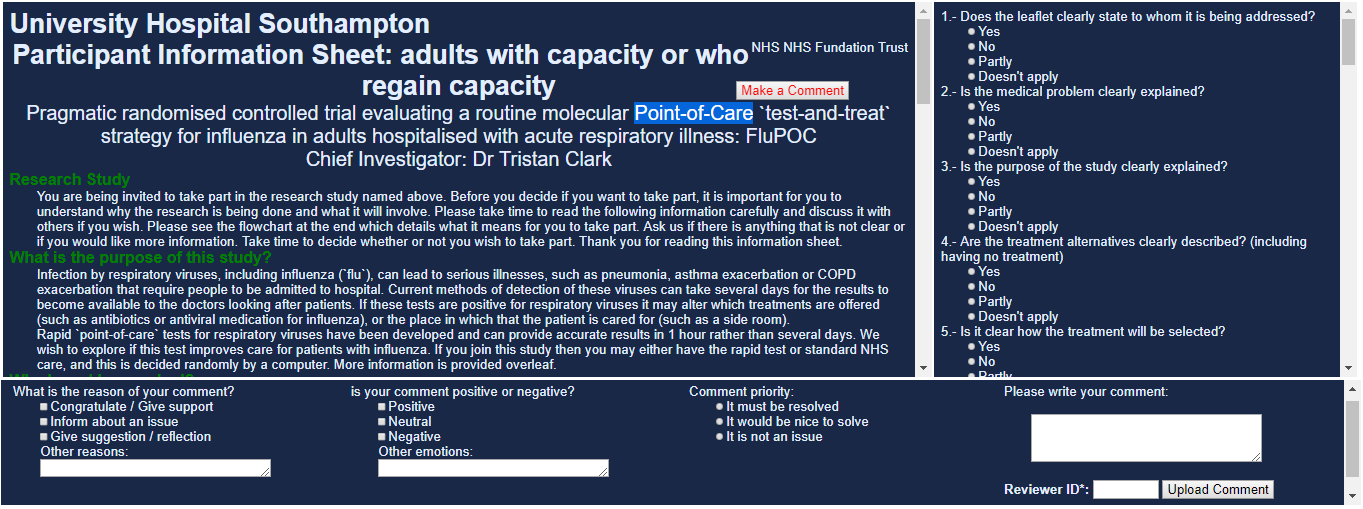 University Hospital Southampton
Participant Information Sheet: adults with capacity or who
regain capacity
NHS NHS Fundation Trust
Make a Comment
Pragmatic randomised controlled trial evaluating a routine molecular Point-of-Care `test-and-treat`
strategy for influenza in adults hospitalised with acute respiratory illness: FluPOC
Chief Investigator: Dr Tristan Clark
Research Study
You are being invited to take part in the research study named above. Before you decide if you want to take part, it is important for you to
understand why the research is being done and what it will involve. Please take time to read the following information carefully and discuss it with
others if you wish. Please see the flowchart at the end which details what it means for you to take part. Ask us if there is anything that is not clear or
if you would like more information. Take time to decide whether or not you wish to take part. Thank you for reading this information sheet.
What is the purpose of this study?
Infection by respiratory viruses, including influenza (`flu`), can lead to serious illnesses, such as pneumonia, asthma exacerbation or COPD
exacerbation that require people to be admitted to hospital. Current methods of detection of these viruses can take several days for the results to
become available to the doctors looking after patients. If these tests are positive for respiratory viruses it may alter which treatments are offered
(such as antibiotics or antiviral medication for influenza), or the place in which that the patient is cared for (such as a side room).
Rapid `point-of-care` tests for respiratory viruses have been developed and can provide accurate results in 1 hour rather than several days. We
wish to explore if this test improves care for patients with influenza. If you join this study then you may either have the rapid test or standard NHS
care, and this is decided randomly by a computer. More information is provided overleaf.
1.- Does the leaflet clearly state to whom it is being addressed?
Yes
No
Partly
Doesn't apply
2.- Is the medical problem clearly explained?
Yes
No
Partly
Doesn't apply
3.- Is the purpose of the study clearly explained?
Yes
No
Partly
Doesn't apply
4.- Are the treatment alternatives clearly described? (including
having no treatment)
Yes
No
Partly
Doesn't apply
5.- Is it clear how the treatment will be selected?
Yes
No
Partly
What is the reason of your comment?
Congratulate / Give support
Inform about an issue
Give suggestion / reflection
Other reasons:
is your comment positive or negative?
Positive
Neutral
Negative
Other emotions:
Comment priority:
It must be resolved
It would be nice to solve
It is not an issue
Please write your comment:
Reviewer ID*:
Upload Comment